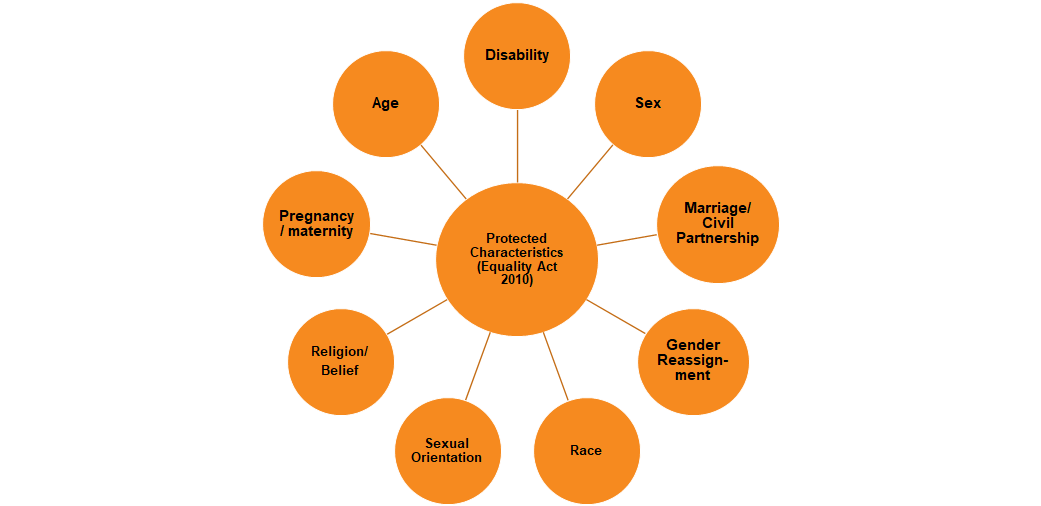 Disability
Age
Sex
Pregnancy
/ maternity
Marriage/
Civil
Partnership
Protected
Characteristics
(Equality Act
2010)
Religion/
Belief
Gender
Reassign-
ment
Sexual
Orientation
Race